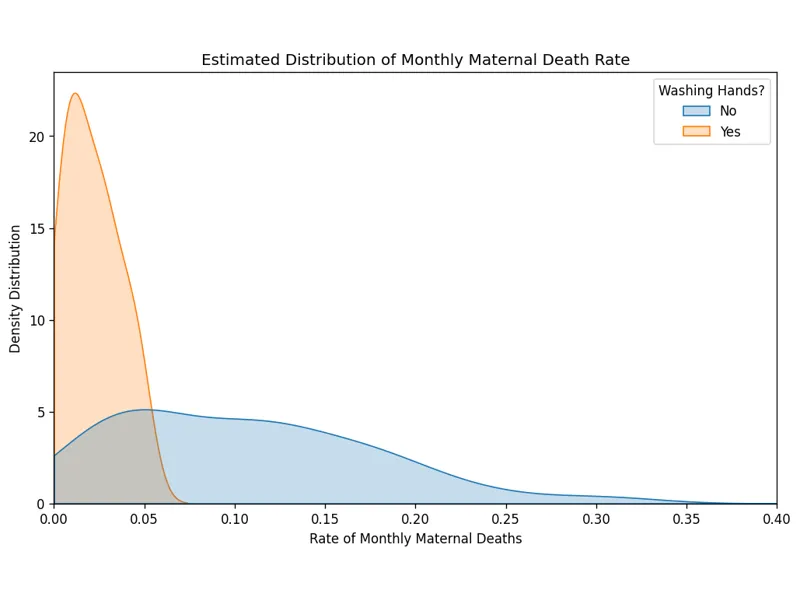 Estimated Distribution of Monthly Maternal Death Rate
Washing Hands?
No
Yes
Density Distribution
20
15
10
5
0
0.00 0.05 0.10 0.15 0.20 0.25 0.30 0.35 0.40
Rate of Monthly Maternal Deaths